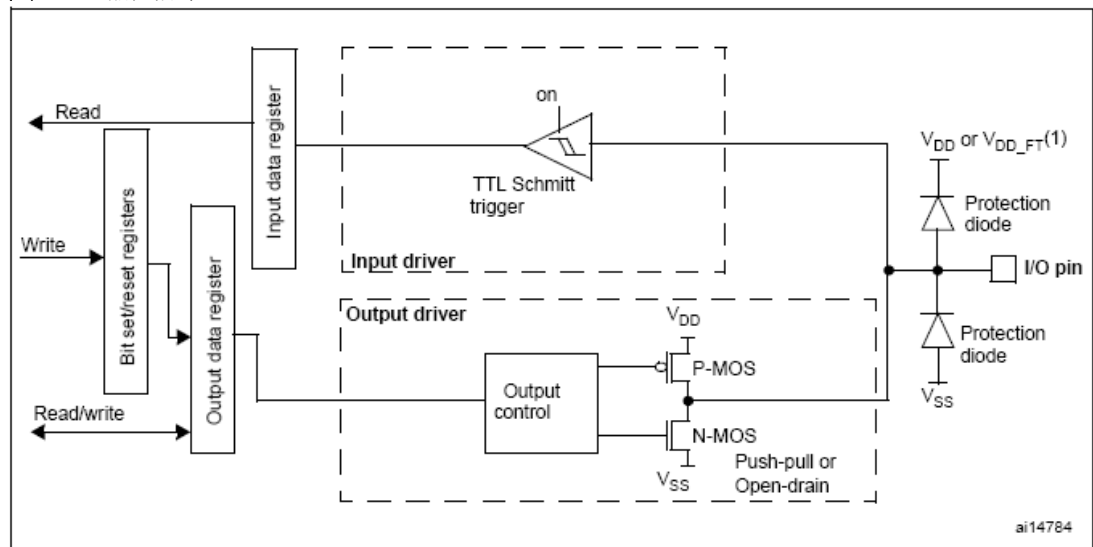 on
Read
Input data register
TTL Schmitt
trigger
Input driver
V_DD or V_DD_FT(1)
Protection
diode
I/O pin
Protection
diode
V_SS
Write
Bit set/reset registers
Output data register
Read/write
Output driver
V_DD
P-MOS
Output
control
N-MOS
V_SS
Push-pull or
Open-drain
ai14784